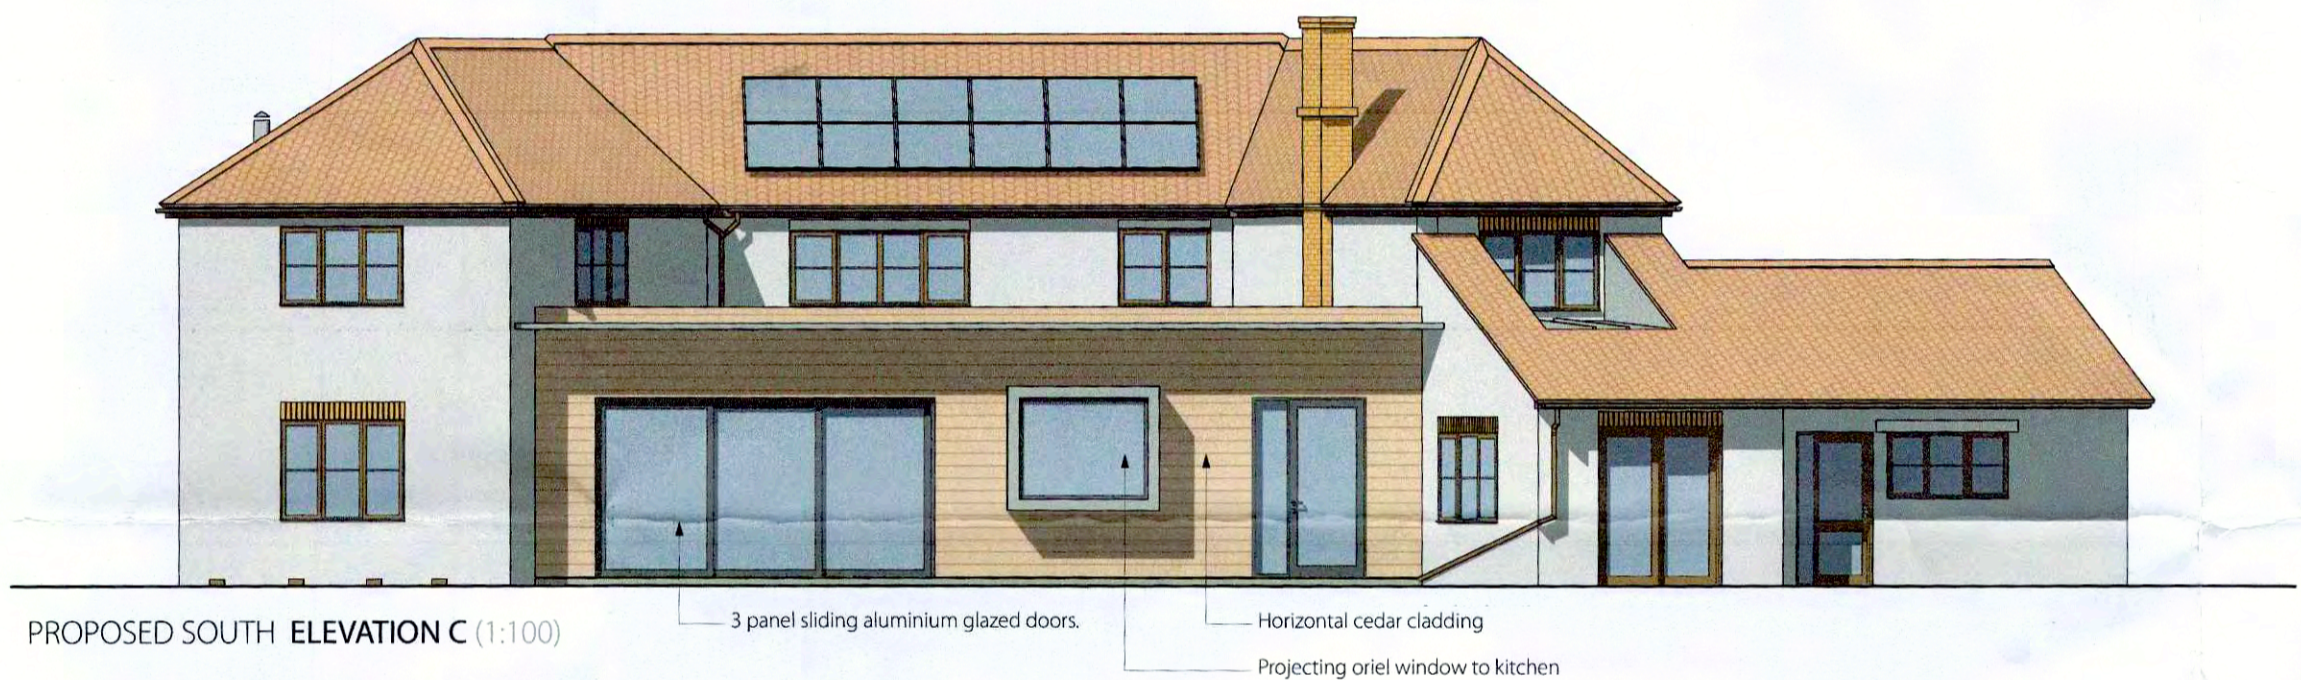 3 panel sliding aluminium glazed doors.
Horizontal cedar cladding
PROPOSED SOUTH ELEVATION C (1:100)
Projecting oriel window to kitchen